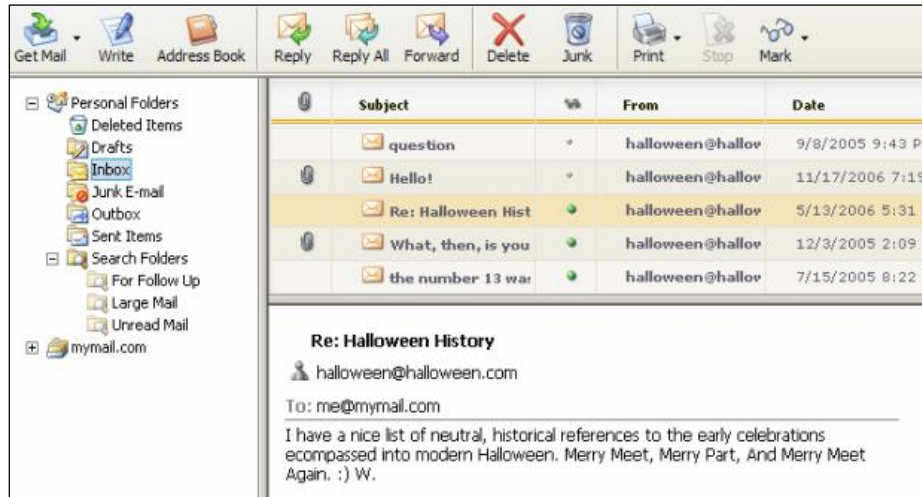 Get Mail Write Address Book Reply Reply All Forward Delete Junk Print Stop Mark
Personal Folders
Deleted Items
Drafts
Inbox
Junk E-mail
Outbox
Sent Items
Search Folders
For Follow Up
Large Mail
Unread Mail
mymail.com
Subject From Date
question halloween@hallov 9/8/2005 9:43 P
Hello! halloween@hallov 11/17/2006 7:19
Re: Halloween Hist halloween@hallov 5/13/2006 5:31
What, then, is you halloween@hallov 12/3/2005 2:09
the number 13 wa: halloween@hallov 7/15/2005 8:22
Re: Halloween History
halloween@halloween.com
To: me@mymail.com
I have a nice list of neutral, historical references to the early celebrations
ecompassed into modern Halloween. Merry Meet, Merry Part, And Merry Meet
Again. :) W.